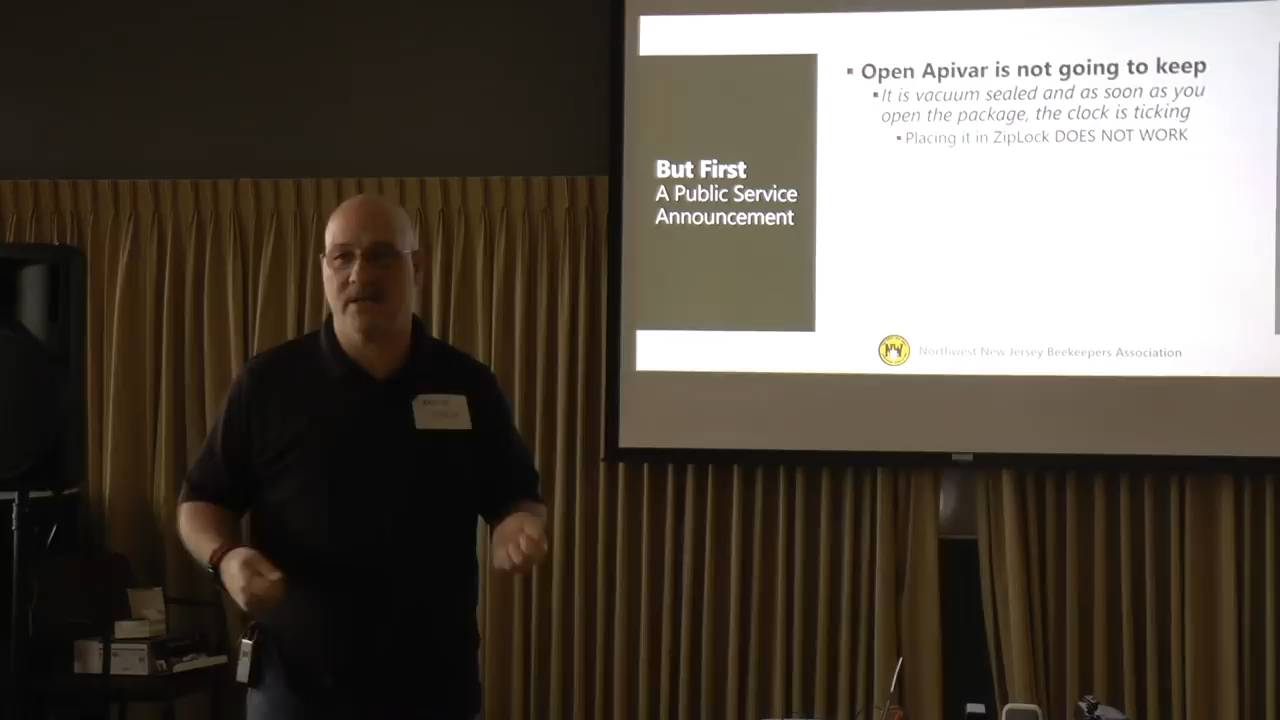 Open Apivar is not going to keep
It is vacuum sealed and as soon as you
open the package, the clock is ticking
Placing it in ZipLock DOES NOT WORK
But First
A Public Service
Announcement
NW
Northwest New Jersey Beekeepers Association